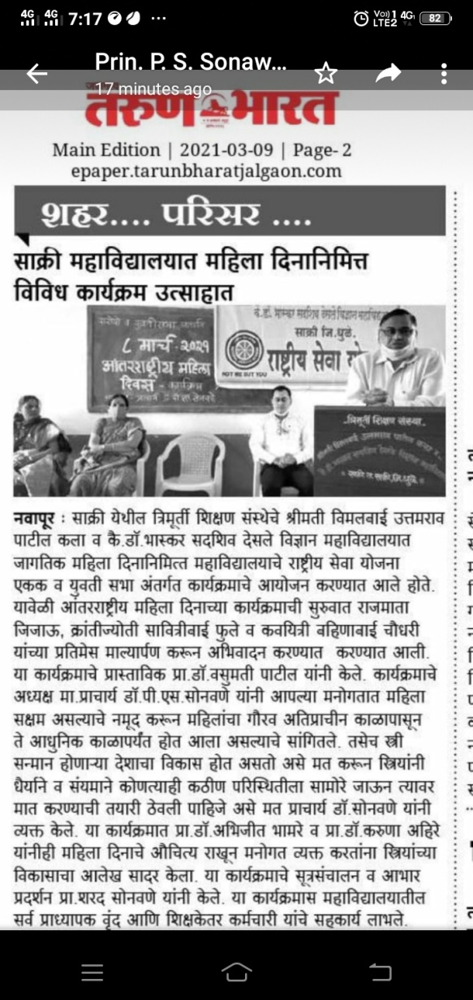 4G 4G 7:17 ... Vo)) 1 4G LTE2 82
Prin. P. S. Sonaw...
17 minutes ago
तरुण भारत
Main Edition | 2021-03-09 | Page- 2
epaper.tarunbharatjalgaon.com
शहर.... परिसर ....
साक्री महाविद्यालयात महिला दिनानिमित्त
विविध कार्यक्रम उत्साहात
८ मार्च - २०२१
आंतरराष्ट्रीय महिला
दिवस - कार्यक्रम
साक्री जि.धुळे.
राष्ट्रीय सेवा यो
NOT ME BUT YOU
त्रिमूर्ती शिक्षण संस्था
नवापूर : साक्री येथील त्रिमूर्ती शिक्षण संस्थेचे श्रीमती विमलबाई उत्तमराव
पाटील कला व कै.डॉ.भास्कर सदशिव देसले विज्ञान महाविद्यालयात
जागतिक महिला दिनानिमित्त महाविद्यालयाचे राष्ट्रीय सेवा योजना
एकक व युवती सभा अंतर्गत कार्यक्रमाचे आयोजन करण्यात आले होते.
यावेळी आंतरराष्ट्रीय महिला दिनाच्या कार्यक्रमाची सुरुवात राजमाता
जिजाऊ, क्रांतीज्योती सावित्रीबाई फुले व कवयित्री बहिणाबाई चौधरी
यांच्या प्रतिमेस माल्यार्पण करून अभिवादन करण्यात करण्यात आली.
या कार्यक्रमाचे प्रास्ताविक प्रा.डॉ.वसुमती पाटील यांनी केले. कार्यक्रमाचे
अध्यक्ष मा.प्राचार्य डॉ.पी.एस.सोनवणे यांनी आपल्या मनोगतात महिला
सक्षम असल्याचे नमूद करून महिलांचा गौरव अतिप्राचीन काळापासून
ते आधुनिक काळापर्यंत होत आला असल्याचे सांगितले. तसेच स्त्री
सन्मान होणाऱ्या देशाचा विकास होत असतो असे मत करून स्त्रियांनी
धैर्याने व संयमाने कोणत्याही कठीण परिस्थितीला सामोरे जाऊन त्यावर
मात करण्याची तयारी ठेवली पाहिजे असे मत प्राचार्य डॉ.सोनवणे यांनी
व्यक्त केले. या कार्यक्रमात प्रा.डॉ.अभिजीत भामरे व प्रा.डॉ.करुणा अहिरे
यांनीही महिला दिनाचे औचित्य राखून मनोगत व्यक्त करतांना स्त्रियांच्या
विकासाचा आलेख सादर केला. या कार्यक्रमाचे सूत्रसंचालन व आभार
प्रदर्शन प्रा.शरद सोनवणे यांनी केले. या कार्यक्रमास महाविद्यालयातील
सर्व प्राध्यापक वृंद आणि शिक्षकेतर कर्मचारी यांचे सहकार्य लाभले.